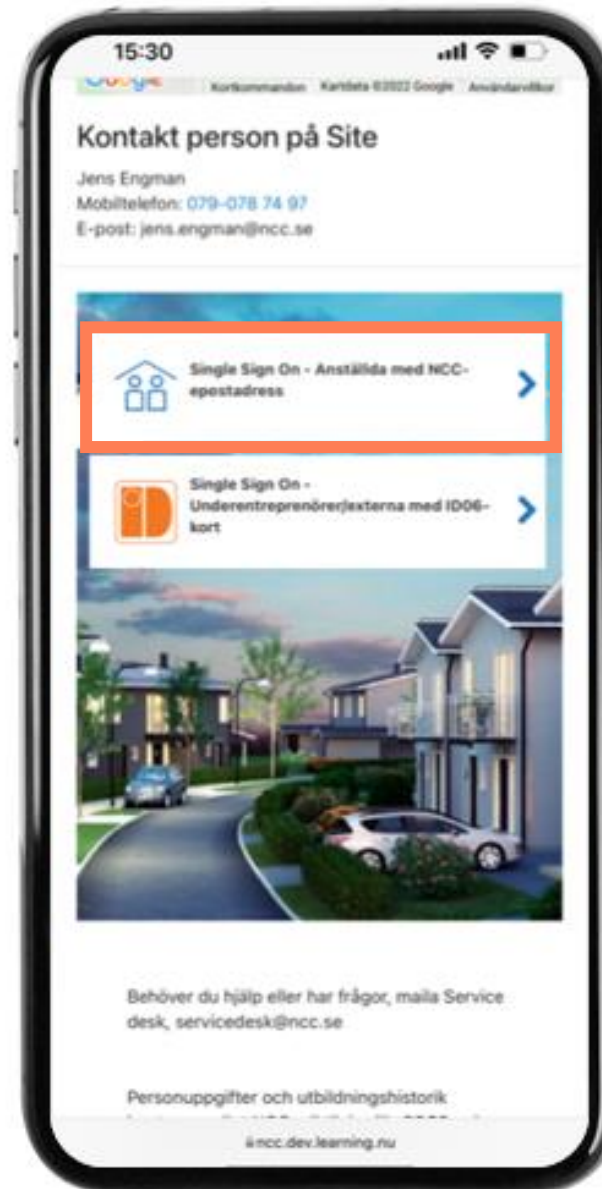 15:30
Google
Kortkommandon Kartdata ©2022 Google Användarvillkor
Kontakt person på Site
Jens Engman
Mobiltelefon: 079-078 74 97
E-post: jens.engman@ncc.se
Single Sign On - Anställda med NCC-
epostadress
Single Sign On -
Underentreprenörer/externa med ID06-
kort
Behöver du hjälp eller har frågor, maila Service
desk, servicedesk@ncc.se
Personuppgifter och utbildningshistorik
ncc.dev.learning.nu